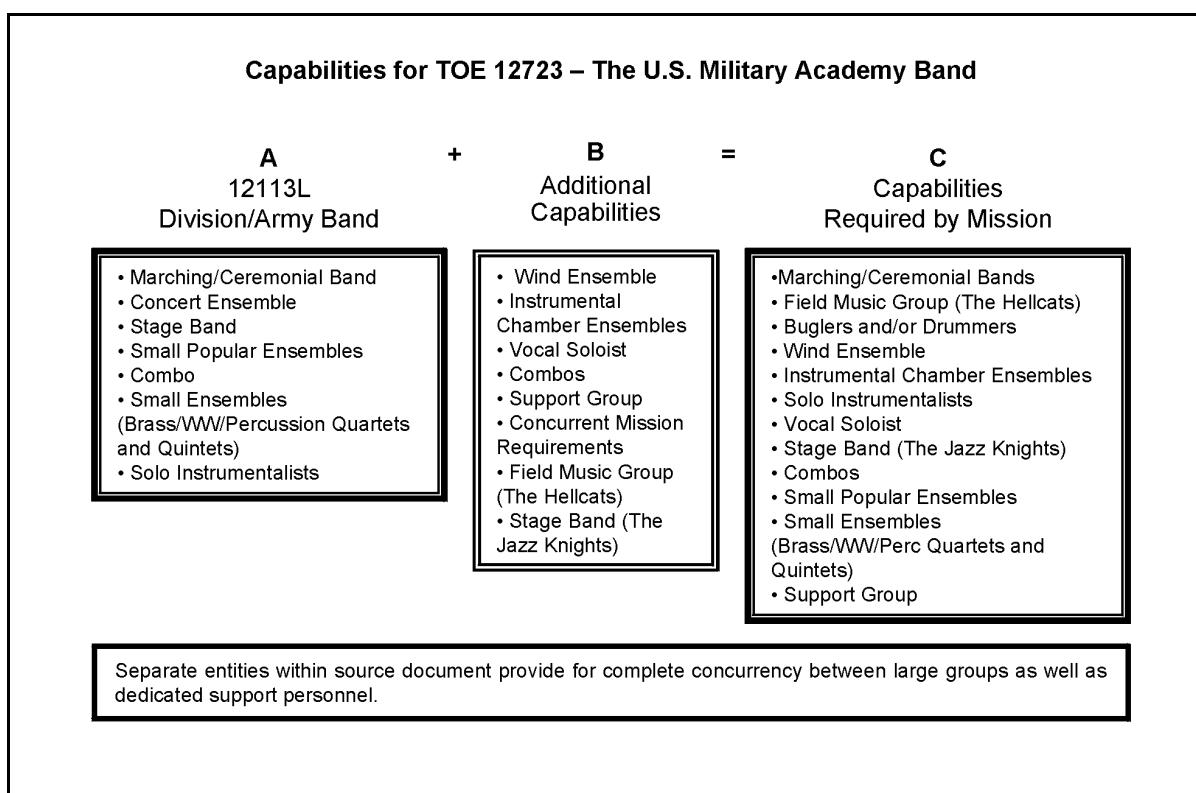 Capabilities for TOE 12723 – The U.S. Military Academy Band
A + B = C
12113L
Division/Army Band
Additional
Capabilities
Capabilities
Required by Mission
• Marching/Ceremonial Band
• Concert Ensemble
• Stage Band
• Small Popular Ensembles
• Combo
• Small Ensembles
(Brass/WW/Percussion Quartets
and Quintets)
• Solo Instrumentalists
• Wind Ensemble
• Instrumental
Chamber Ensembles
• Vocal Soloist
• Combos
• Support Group
• Concurrent Mission
Requirements
• Field Music Group
(The Hellcats)
• Stage Band (The
Jazz Knights)
•Marching/Ceremonial Bands
• Field Music Group (The Hellcats)
• Buglers and/or Drummers
• Wind Ensemble
• Instrumental Chamber Ensembles
• Solo Instrumentalists
• Vocal Soloist
• Stage Band (The Jazz Knights)
• Combos
• Small Popular Ensembles
• Small Ensembles
(Brass/WW/Perc Quartets and
Quintets)
• Support Group
Separate entities within source document provide for complete concurrency between large groups as well as
dedicated support personnel.